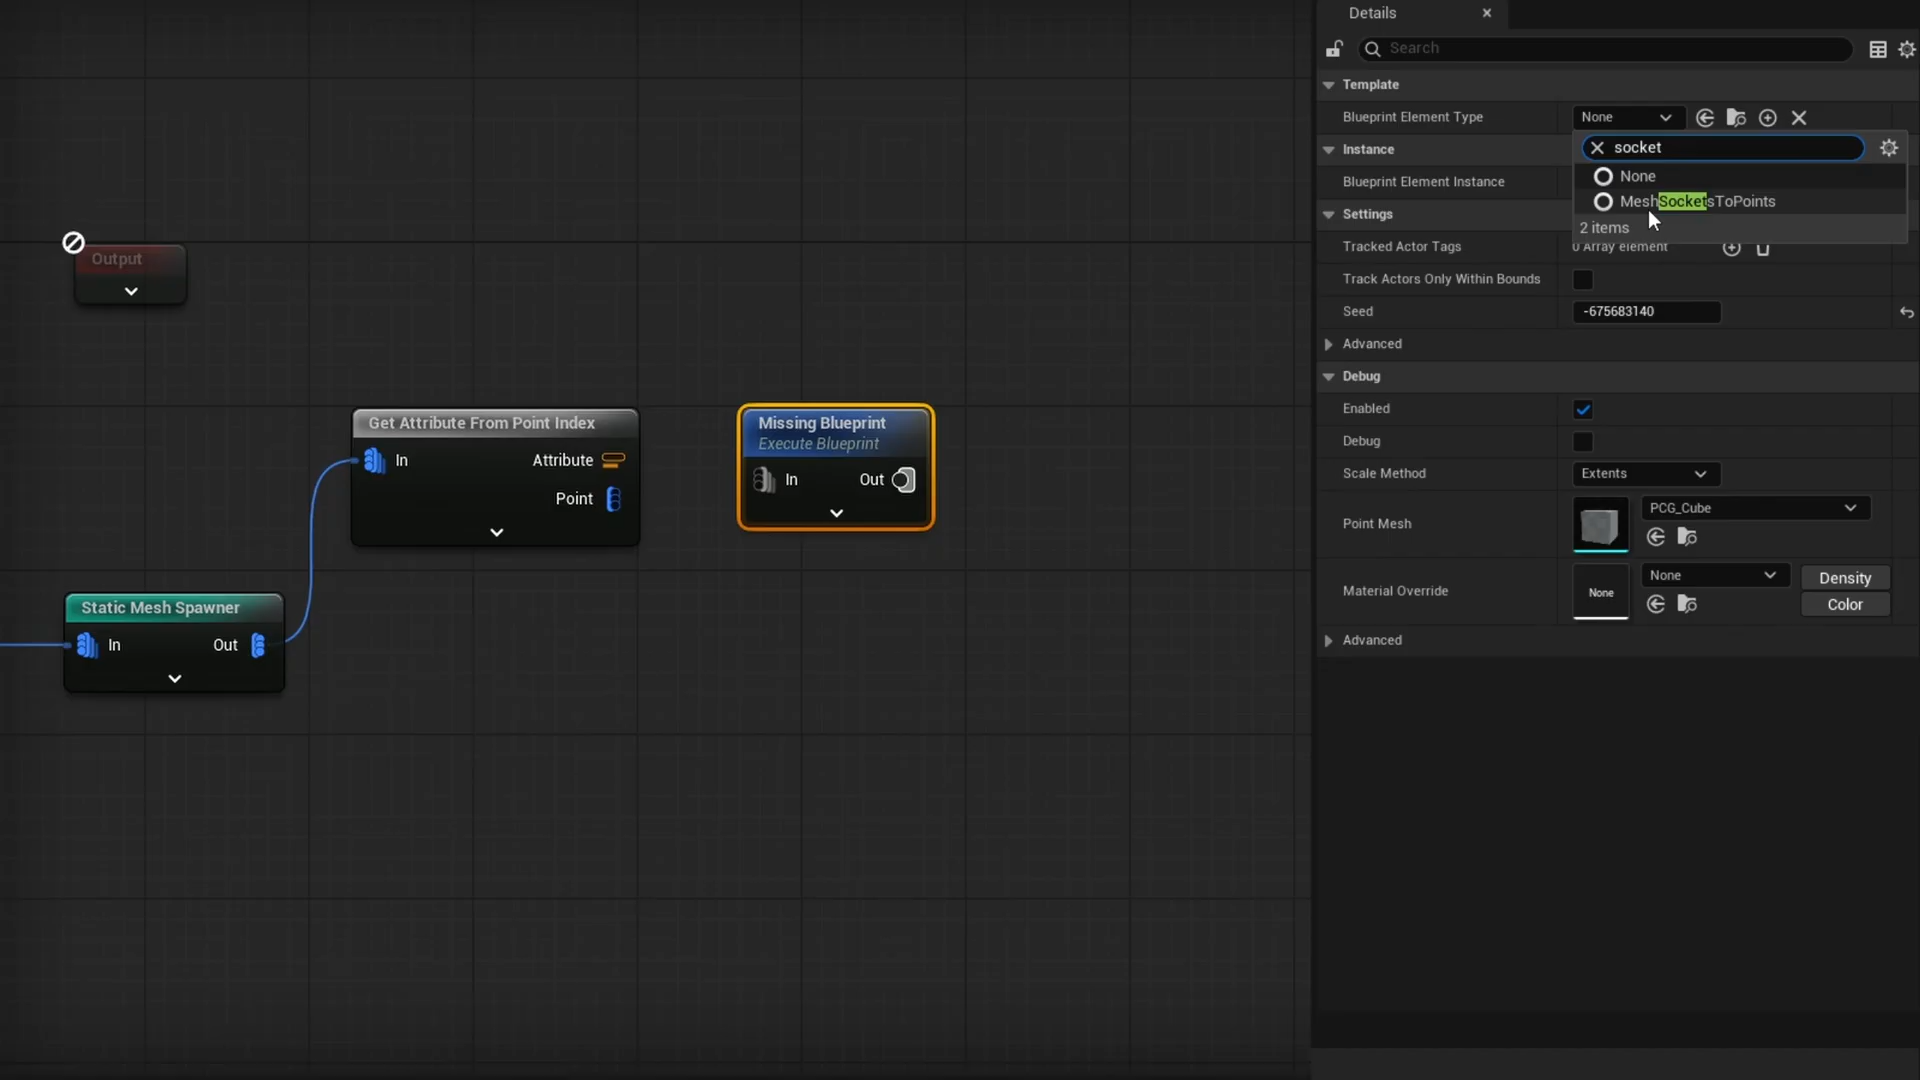 Output
Get Attribute From Point Index
In
Attribute
Point
Missing Blueprint
Execute Blueprint
In
Out
Static Mesh Spawner
In
Out
Details
Search
Template
Blueprint Element Type
None
socket
None
MeshSocketsToPoints
2 items
Instance
Blueprint Element Instance
Settings
Tracked Actor Tags
0 Array element
Track Actors Only Within Bounds
Seed
-675683140
Advanced
Debug
Enabled
Debug
Scale Method
Extents
Point Mesh
PCG_Cube
Material Override
None
None
Density
Color
Advanced